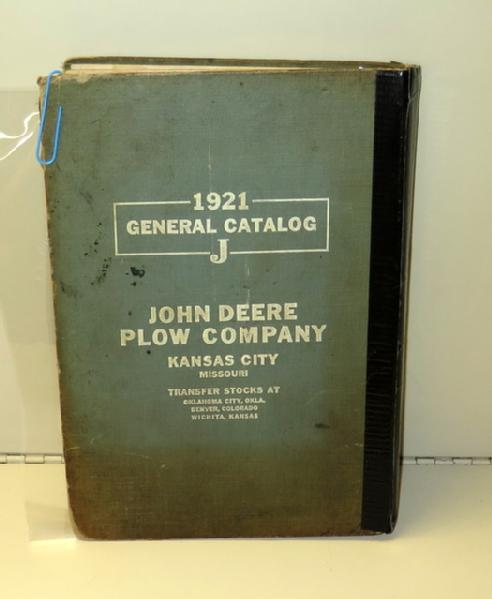 1921
GENERAL CATALOG
J
JOHN DEERE
PLOW COMPANY
KANSAS CITY
MISSOURI
TRANSFER STOCKS AT
OKLAHOMA CITY, OKLA.
DENVER, COLORADO
WICHITA, KANSAS